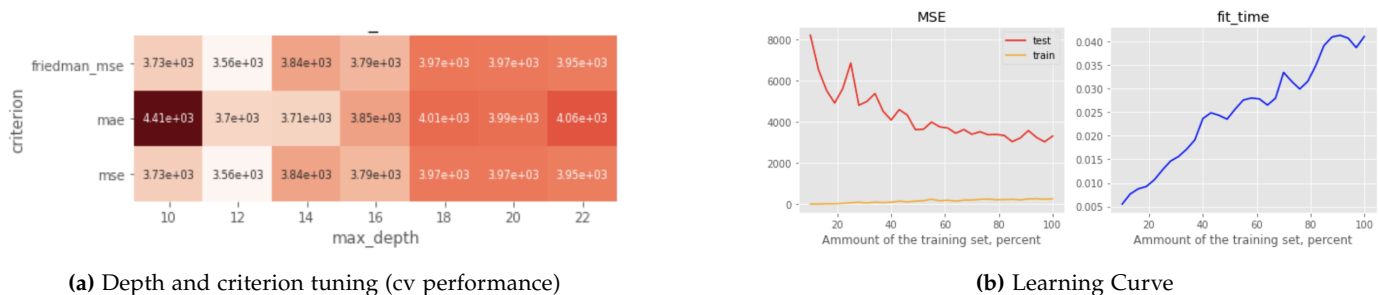 _
friedman_mse 3.73e+03 3.56e+03 3.84e+03 3.79e+03 3.97e+03 3.97e+03 3.95e+03
mae 4.41e+03 3.7e+03 3.71e+03 3.85e+03 4.01e+03 3.99e+03 4.06e+03
mse 3.73e+03 3.56e+03 3.84e+03 3.79e+03 3.97e+03 3.97e+03 3.95e+03
criterion
10 12 14 16 18 20 22
max_depth
(a) Depth and criterion tuning (cv performance)
MSE
test
train
8000
6000
4000
2000
0
20 40 60 80 100
Ammount of the training set, percent
fit_time
0.040
0.035
0.030
0.025
0.020
0.015
0.010
0.005
20 40 60 80 100
Ammount of the training set, percent
(b) Learning Curve